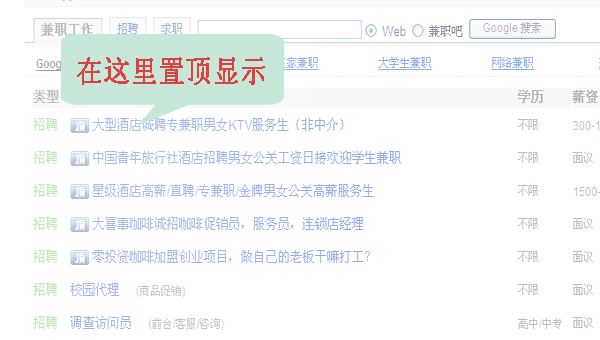 兼职工作 招聘 求职 Web 兼职吧 Google 搜索
在这里置顶显示
Goog 家兼职 大学生兼职 网络兼职
类型 学历 薪资
招聘 顶 大型酒店诚聘专兼职男女KTV服务生（非中介） 不限 300-1
招聘 顶 中国青年旅行社酒店招聘男女公关工资日接欢迎学生兼职 不限 面议
招聘 顶 星级酒店高薪/直聘/专兼职/金牌男女公关高薪服务生 不限 1500-
招聘 顶 大喜事咖啡诚招咖啡促销员，服务员，连锁店经理 不限 面议
招聘 顶 零投资咖啡加盟创业项目，做自己的老板干嘛打工？ 不限 面议
招聘 校园代理 (商品促销) 不限 面议
招聘 调查访问员 (前台/客服/咨询) 高中/中专 面议